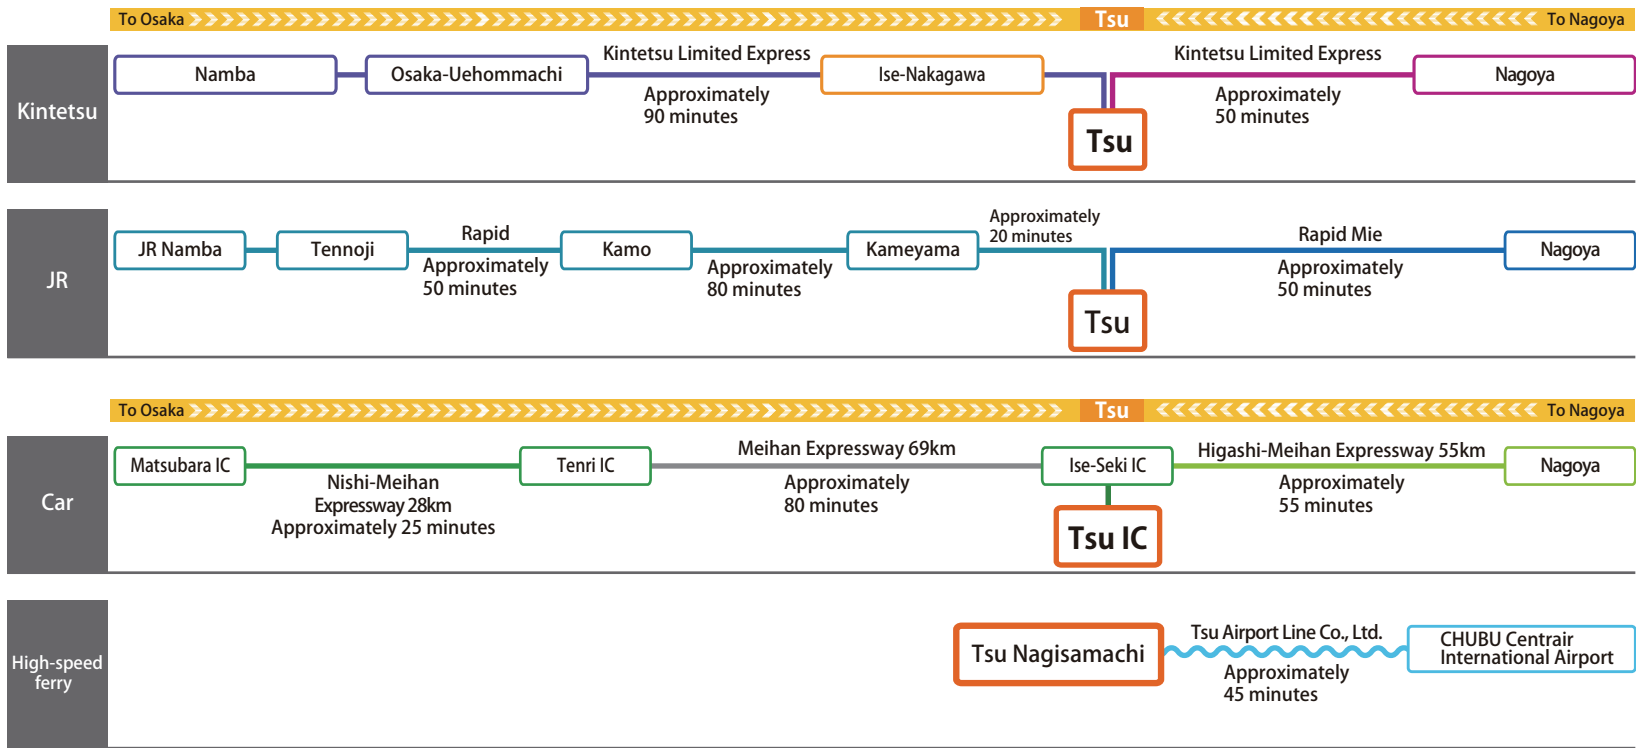 To Osaka
Tsu
To Nagoya
Kintetsu
Namba
Osaka-Uehommachi
Kintetsu Limited Express
Approximately
90 minutes
Ise-Nakagawa
Tsu
Kintetsu Limited Express
Approximately
50 minutes
Nagoya
JR
JR Namba
Tennoji
Rapid
Approximately
50 minutes
Kamo
Approximately
80 minutes
Kameyama
Approximately
20 minutes
Tsu
Rapid Mie
Approximately
50 minutes
Nagoya
To Osaka
Tsu
To Nagoya
Car
Matsubara IC
Nishi-Meihan
Expressway 28km
Approximately 25 minutes
Tenri IC
Meihan Expressway 69km
Approximately
80 minutes
Ise-Seki IC
Tsu IC
Higashi-Meihan Expressway 55km
Approximately
55 minutes
Nagoya
High-speed
ferry
Tsu Nagisamachi
Tsu Airport Line Co., Ltd.
Approximately
45 minutes
CHUBU Centrair
International Airport